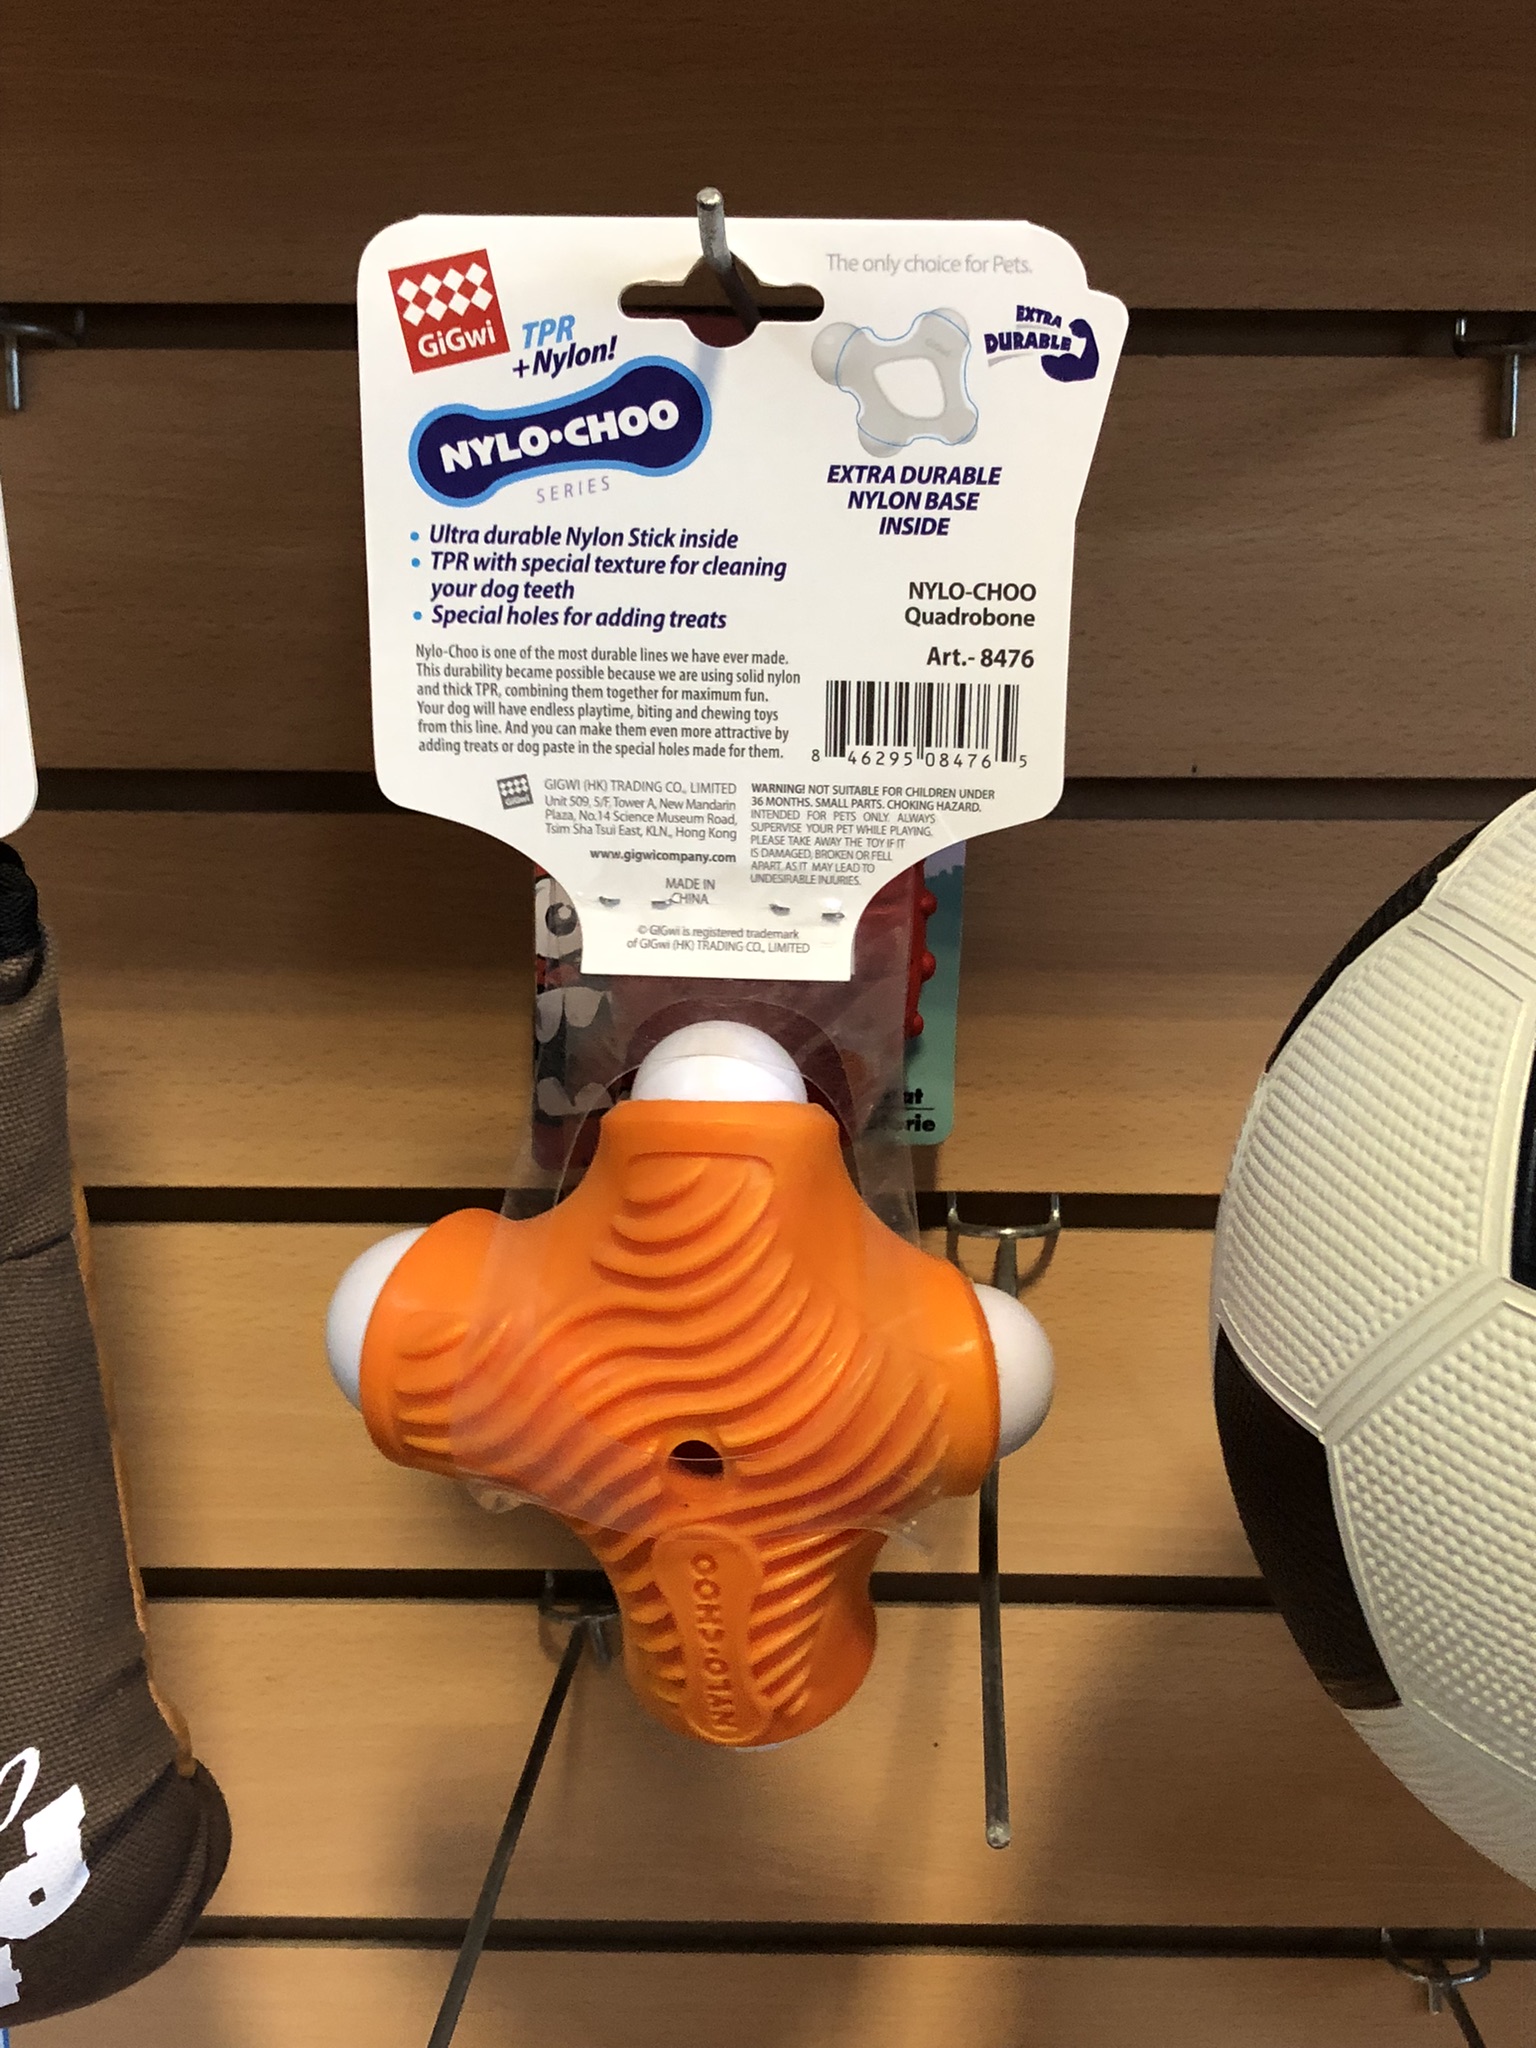 The only choice for Pets.
GiGwi
TPR
+Nylon!
NYLO•CHOO
SERIES
EXTRA
DURABLE
EXTRA DURABLE
NYLON BASE
INSIDE
• Ultra durable Nylon Stick inside
• TPR with special texture for cleaning
your dog teeth
• Special holes for adding treats
NYLO-CHOO
Quadrobone
Art.- 8476
Nylo-Choo is one of the most durable lines we have ever made.
This durability became possible because we are using solid nylon
and thick TPR, combining them together for maximum fun.
Your dog will have endless playtime, biting and chewing toys
from this line. And you can make them even more attractive by
adding treats or dog paste in the special holes made for them.
8 46295 08476 5
GiGwi
GIGWI (HK) TRADING CO., LIMITED
Unit 509, 5/F, Tower A, New Mandarin
Plaza, No.14 Science Museum Road,
Tsim Sha Tsui East, KLN., Hong Kong
www.gigwicompany.com
MADE IN
CHINA
WARNING! NOT SUITABLE FOR CHILDREN UNDER
36 MONTHS. SMALL PARTS. CHOKING HAZARD.
INTENDED FOR PETS ONLY. ALWAYS
SUPERVISE YOUR PET WHILE PLAYING.
PLEASE TAKE AWAY THE TOY IF IT
IS DAMAGED, BROKEN OR FELL
APART, AS IT MAY LEAD TO
UNDESIRABLE INJURIES.
© GiGwi is registered trademark
of GiGwi (HK) TRADING CO., LIMITED
NYLO•CHOO